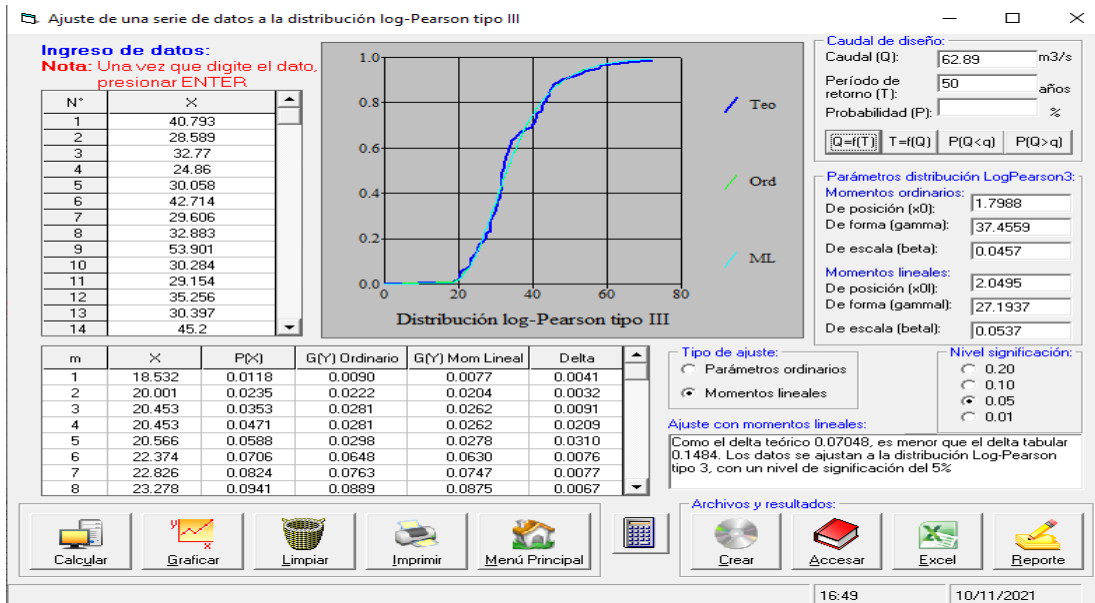 Ajuste de una serie de datos a la distribución log-Pearson tipo III
Ingreso de datos:
Nota: Una vez que digite el dato,
presionar ENTER
N° X
1 40.793
2 28.589
3 32.77
4 24.86
5 30.058
6 42.714
7 29.606
8 32.883
9 53.901
10 30.284
11 29.154
12 35.256
13 30.397
14 45.2
1.0
0.8
0.6
0.4
0.2
0.0
0 20 40 60 80
Distribución log-Pearson tipo III
Teo
Ord
ML
Caudal de diseño:
Caudal (Q): 62.89 m3/s
Período de
retorno (T): 50 años
Probabilidad (P): %
Q=f(T) T=f(Q) P(Q<q) P(Q>q)
Parámetros distribución LogPearson3:
Momentos ordinarios:
De posición (x0): 1.7988
De forma (gamma): 37.4559
De escala (beta): 0.0457
Momentos lineales:
De posición (x0l): 2.0495
De forma (gammal): 27.1937
De escala (betal): 0.0537
m X P(X) G(Y) Ordinario G(Y) Mom Lineal Delta
1 18.532 0.0118 0.0090 0.0077 0.0041
2 20.001 0.0235 0.0222 0.0204 0.0032
3 20.453 0.0353 0.0281 0.0262 0.0091
4 20.453 0.0471 0.0281 0.0262 0.0209
5 20.566 0.0588 0.0298 0.0278 0.0310
6 22.374 0.0706 0.0648 0.0630 0.0076
7 22.826 0.0824 0.0763 0.0747 0.0077
8 23.278 0.0941 0.0889 0.0875 0.0067
Tipo de ajuste:
Parámetros ordinarios
Momentos lineales
Nivel significación:
0.20
0.10
0.05
0.01
Ajuste con momentos lineales:
Como el delta teórico 0.07048, es menor que el delta tabular
0.1484. Los datos se ajustan a la distribución Log-Pearson
tipo 3, con un nivel de significación del 5%
Calcular
Graficar
Limpiar
Imprimir
Menú Principal
Archivos y resultados:
Crear
Accesar
Excel
Reporte
16:49 10/11/2021